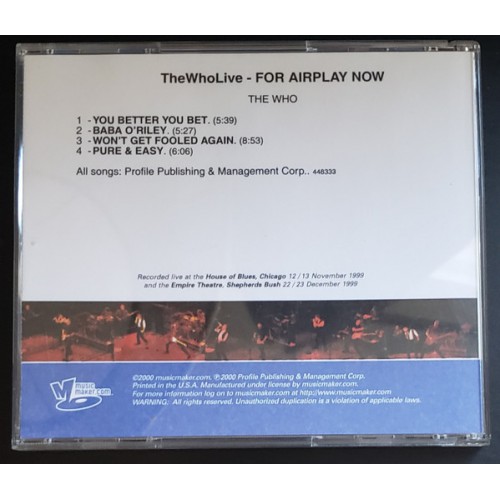 TheWhoLive - FOR AIRPLAY NOW
THE WHO
1 - YOU BETTER YOU BET. (5:39)
2 - BABA O'RILEY. (5:27)
3 - WON'T GET FOOLED AGAIN. (8:53)
4 - PURE & EASY. (6:06)
All songs: Profile Publishing & Management Corp.. 448333
Recorded live at the House of Blues, Chicago 12 / 13 November 1999
and the Empire Theatre, Shepherds Bush 22 / 23 December 1999
music
maker.com
©2000 musicmaker.com. ℗2000 Profile Publishing & Management Corp.
Printed in the U.S.A. Manufactured under license by musicmaker.com.
For more information log on to musicmaker.com at http://www.musicmaker.com
WARNING. All rights reserved. Unauthorized duplication is a violation of applicable laws.